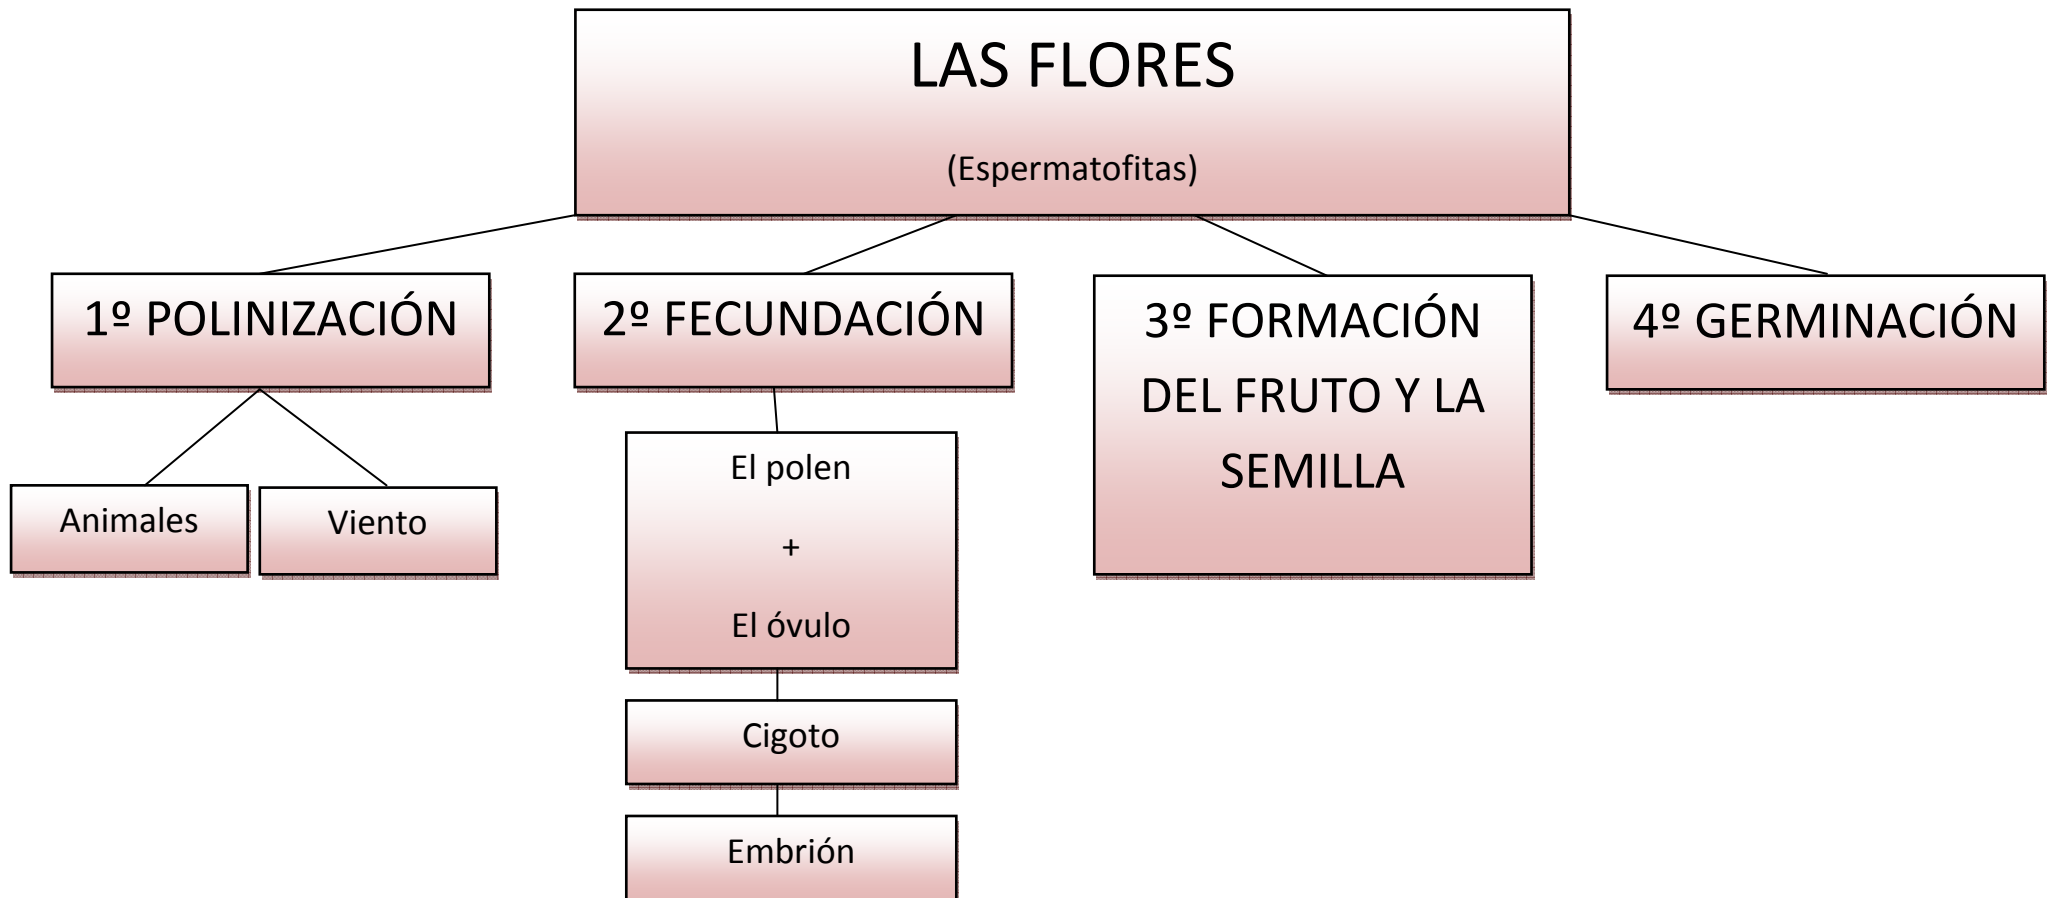 LAS FLORES
(Espermatofitas)
1º POLINIZACIÓN
2º FECUNDACIÓN
3º FORMACIÓN
DEL FRUTO Y LA
SEMILLA
4º GERMINACIÓN
Animales
Viento
El polen
+
El óvulo
Cigoto
Embrión